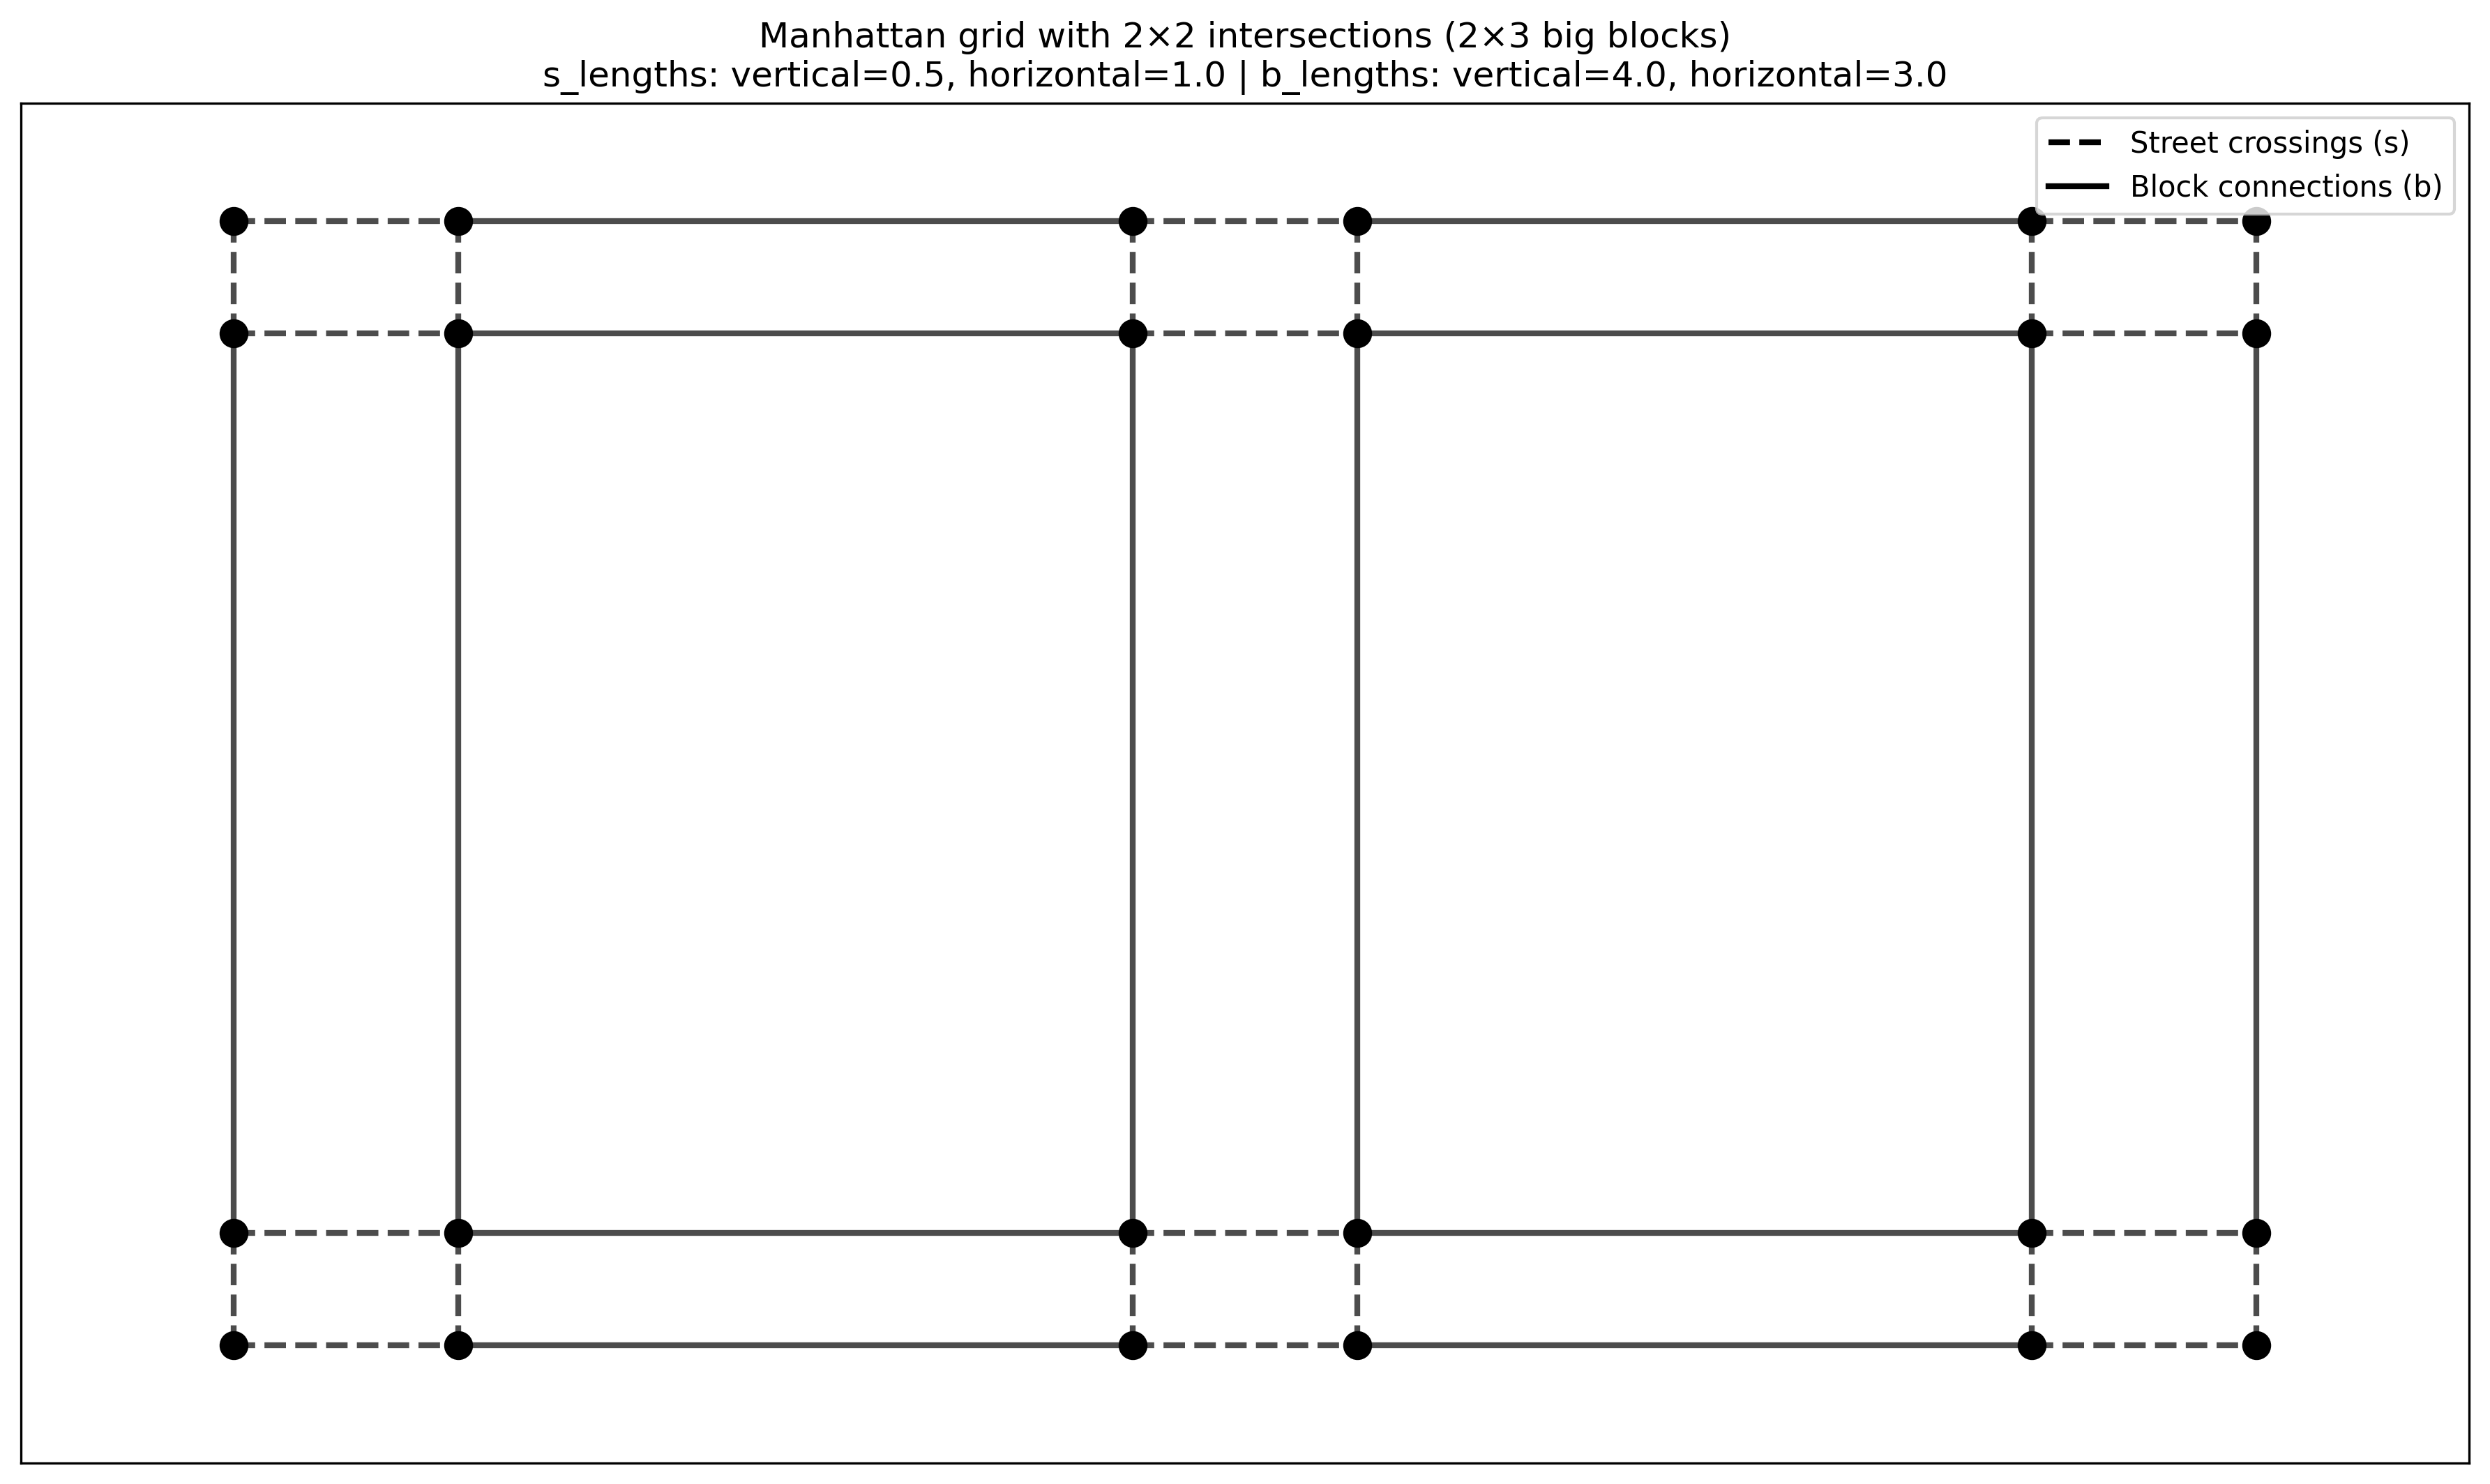 Manhattan grid with 2×2 intersections (2×3 big blocks)
s_lengths: vertical=0.5, horizontal=1.0 | b_lengths: vertical=4.0, horizontal=3.0
Street crossings (s)
Block connections (b)